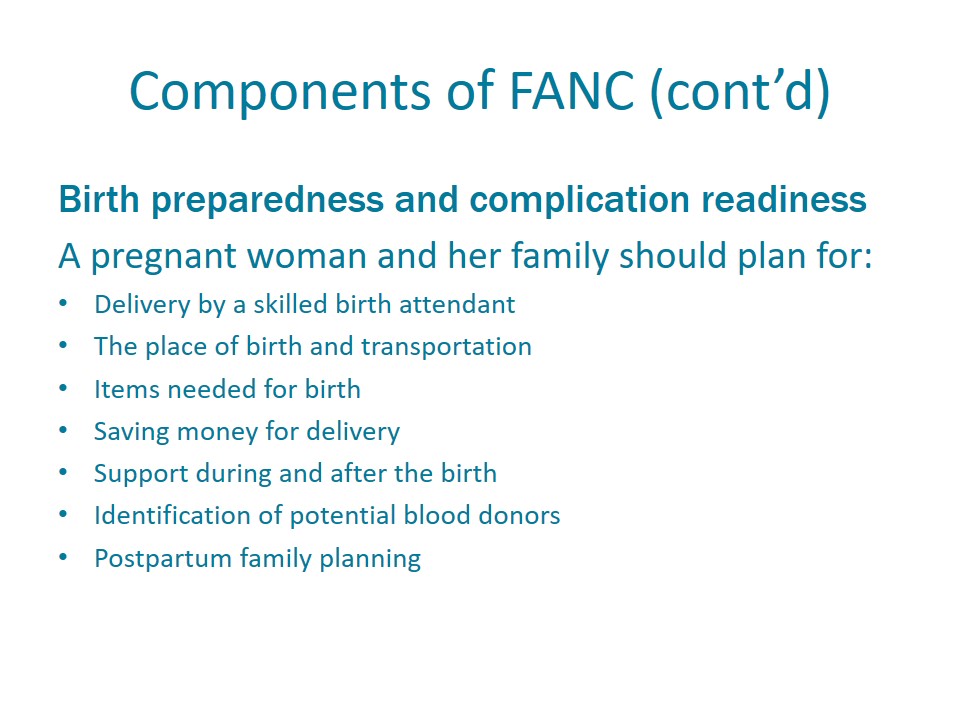 Components of FANC (cont’d)
Birth preparedness and complication readiness
A pregnant woman and her family should plan for:
• Delivery by a skilled birth attendant
• The place of birth and transportation
• Items needed for birth
• Saving money for delivery
• Support during and after the birth
• Identification of potential blood donors
• Postpartum family planning